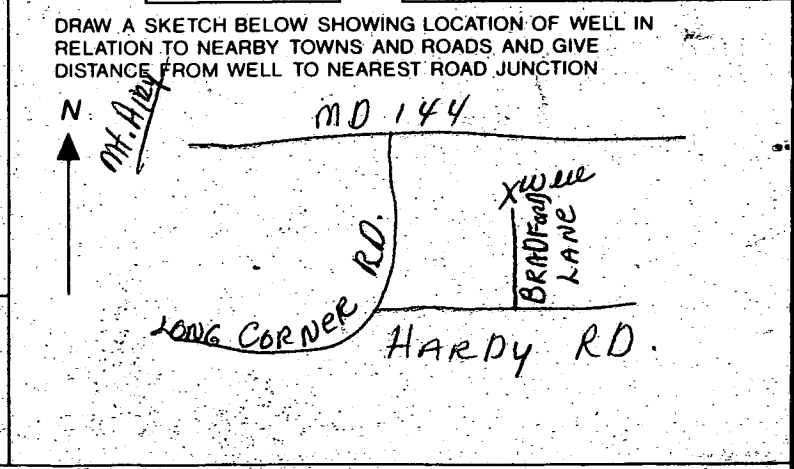 DRAW A SKETCH BELOW SHOWING LOCATION OF WELL IN
RELATION TO NEARBY TOWNS AND ROADS AND GIVE
DISTANCE FROM WELL TO NEAREST ROAD JUNCTION
N
Mt. Airy
MD 144
X Well
BRADFORD
LANE
LONG CORNER RD.
HARDY RD.